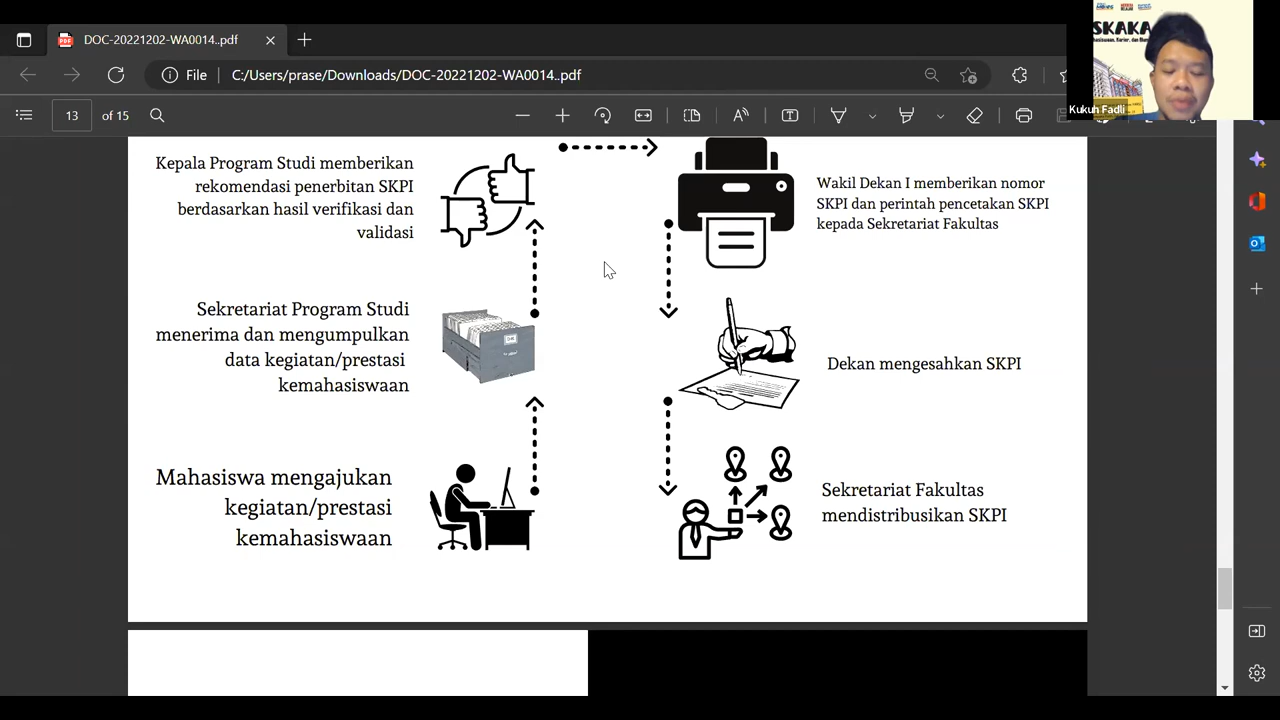 DOC-20221202-WA0014..pdf
File
C:/Users/prase/Downloads/DOC-20221202-WA0014..pdf
13 of 15
SKAKA
Kukuh Fadli
Kepala Program Studi memberikan
rekomendasi penerbitan SKPI
berdasarkan hasil verifikasi dan
validasi
Wakil Dekan I memberikan nomor
SKPI dan perintah pencetakan SKPI
kepada Sekretariat Fakultas
Sekretariat Program Studi
menerima dan mengumpulkan
data kegiatan/prestasi
kemahasiswaan
Dekan mengesahkan SKPI
Mahasiswa mengajukan
kegiatan/prestasi
kemahasiswaan
Sekretariat Fakultas
mendistribusikan SKPI